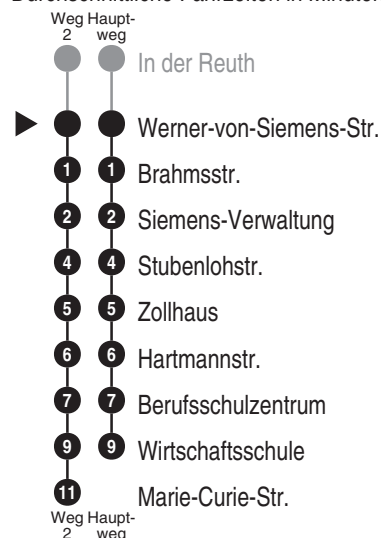 Durchschnittliche Fahrzeiten in Minuten
Weg Haupt-
2 weg
In der Reuth
Werner-von-Siemens-Str.
1 1 Brahmsstr.
2 2 Siemens-Verwaltung
4 4 Stubenlohstr.
5 5 Zollhaus
6 6 Hartmannstr.
7 7 Berufsschulzentrum
9 9 Wirtschaftsschule
11 Marie-Curie-Str.
Weg Haupt-
2 weg